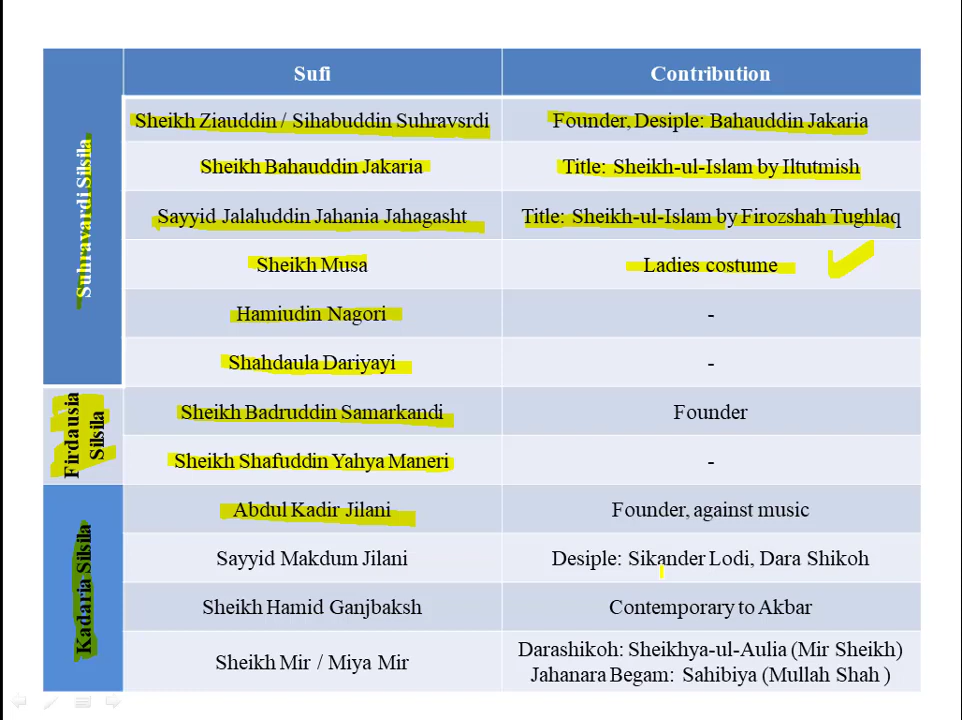 Sufi Contribution
Suhravardi Silsila
Sheikh Ziauddin / Sihabuddin Suhravsrdi Founder, Desiple: Bahauddin Jakaria
Sheikh Bahauddin Jakaria Title: Sheikh-ul-Islam by Iltutmish
Sayyid Jalaluddin Jahania Jahagasht Title: Sheikh-ul-Islam by Firozshah Tughlaq
Sheikh Musa Ladies costume
Hamiudin Nagori -
Shahdaula Dariyayi -
Firdausia
Silsila
Sheikh Badruddin Samarkandi Founder
Sheikh Shafuddin Yahya Maneri -
Kadaria Silsila
Abdul Kadir Jilani Founder, against music
Sayyid Makdum Jilani Desiple: Sikander Lodi, Dara Shikoh
Sheikh Hamid Ganjbaksh Contemporary to Akbar
Sheikh Mir / Miya Mir Darashikoh: Sheikhya-ul-Aulia (Mir Sheikh)
Jahanara Begam: Sahibiya (Mullah Shah )